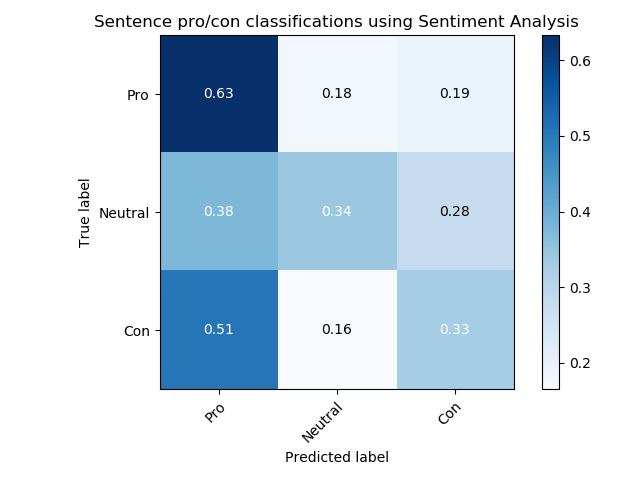 Sentence pro/con classifications using Sentiment Analysis
Pro 0.63 0.18 0.19
Neutral 0.38 0.34 0.28
Con 0.51 0.16 0.33
True label
Pro Neutral Con
Predicted label
0.6
0.5
0.4
0.3
0.2